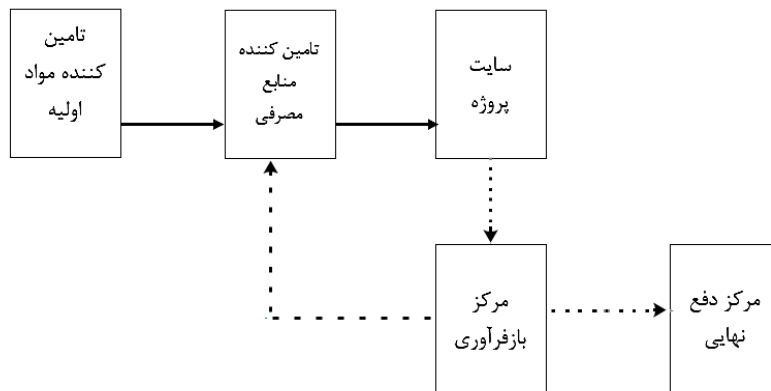 تامین
کننده مواد
اولیه
تامین کننده
منابع
مصرفی
سایت
پروژه
مرکز
بازفرآوری
مرکز دفع
نهایی